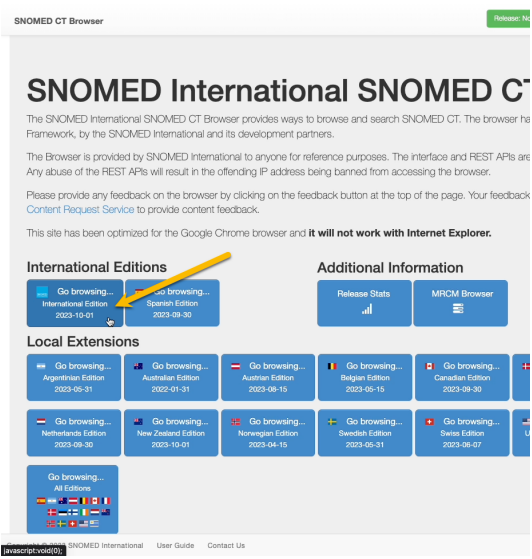 SNOMED CT Browser
Release: No
SNOMED International SNOMED CT
The SNOMED International SNOMED CT Browser provides ways to browse and search SNOMED CT. The browser ha
Framework, by the SNOMED International and its development partners.
The Browser is provided by SNOMED International to anyone for reference purposes. The interface and REST APIs are
Any abuse of the REST APIs will result in the offending IP address being banned from accessing the browser.
Please provide any feedback on the browser by clicking on the feedback button at the top of the page. Your feedback
Content Request Service to provide content feedback.
This site has been optimized for the Google Chrome browser and it will not work with Internet Explorer.
International Editions
Additional Information
Go browsing...
International Edition
2023-10-01
Go browsing...
Spanish Edition
2023-09-30
Release Stats
MRCM Browser
Local Extensions
Go browsing...
Argentinian Edition
2023-05-31
Go browsing...
Australian Edition
2022-01-31
Go browsing...
Austrian Edition
2023-08-15
Go browsing...
Belgian Edition
2023-05-15
Go browsing...
Canadian Edition
2023-09-30
Go browsing...
Netherlands Edition
2023-09-30
Go browsing...
New Zealand Edition
2023-10-01
Go browsing...
Norwegian Edition
2023-04-15
Go browsing...
Swedish Edition
2023-05-31
Go browsing...
Swiss Edition
2023-06-07
U
Go browsing...
All Editions
SNOMED International
User Guide
Contact Us
javascript:void(0);